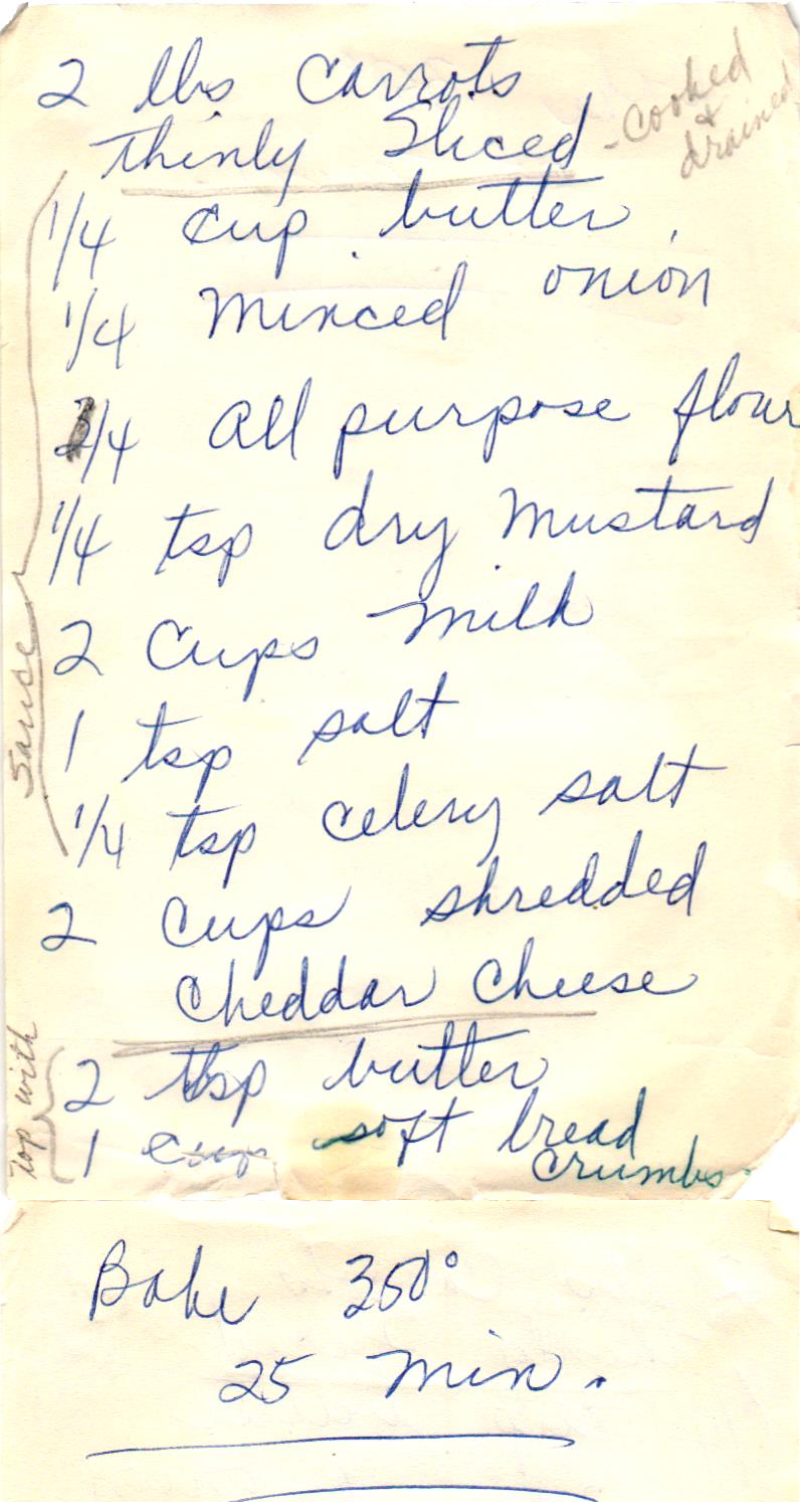 2 lbs Carrots
thinly Sliced - cooked
& 
drained
1/4 cup butter
1/4 minced onion
/4 All purpose flour
1/4 tsp dry Mustard
2 Cups Milk
1 tsp salt
1/4 tsp celery salt
2 Cups shredded
Cheddar Cheese
2 tbsp butter
1 cup soft bread
crumbs.
Sauce
Top with
Bake 350°
25 Min.